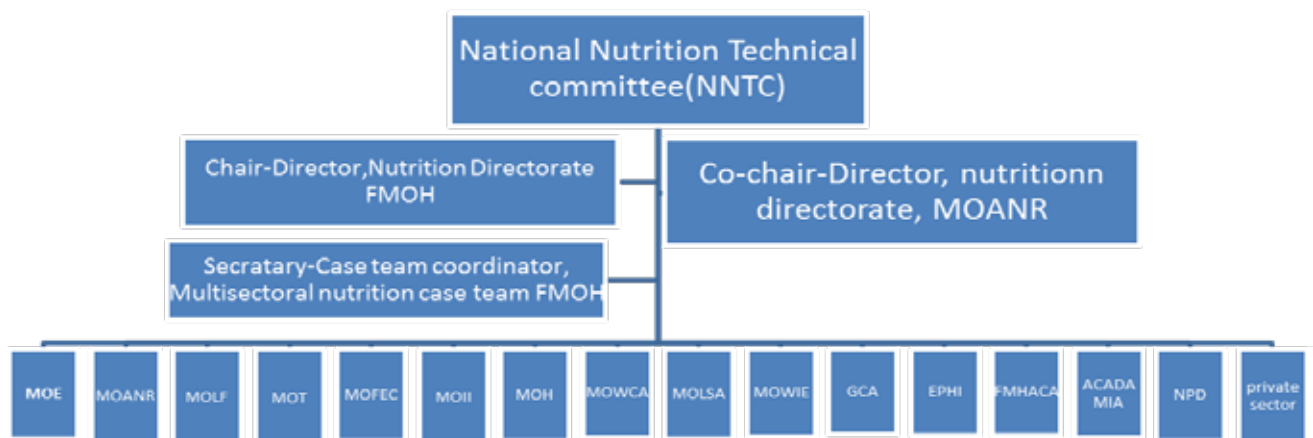 National Nutrition Technical
committee(NNTC)
Chair-Director,Nutrition Directorate
FMOH
Co-chair-Director, nutritionn
directorate, MOANR
Secratary-Case team coordinator,
Multisectoral nutrition case team FMOH
MOE
MOANR
MOLF
MOT
MOFEC
MOII
MOH
MOWCA
MOLSA
MOWIE
GCA
EPHI
FMHACA
ACADA
MIA
NPD
private
sector